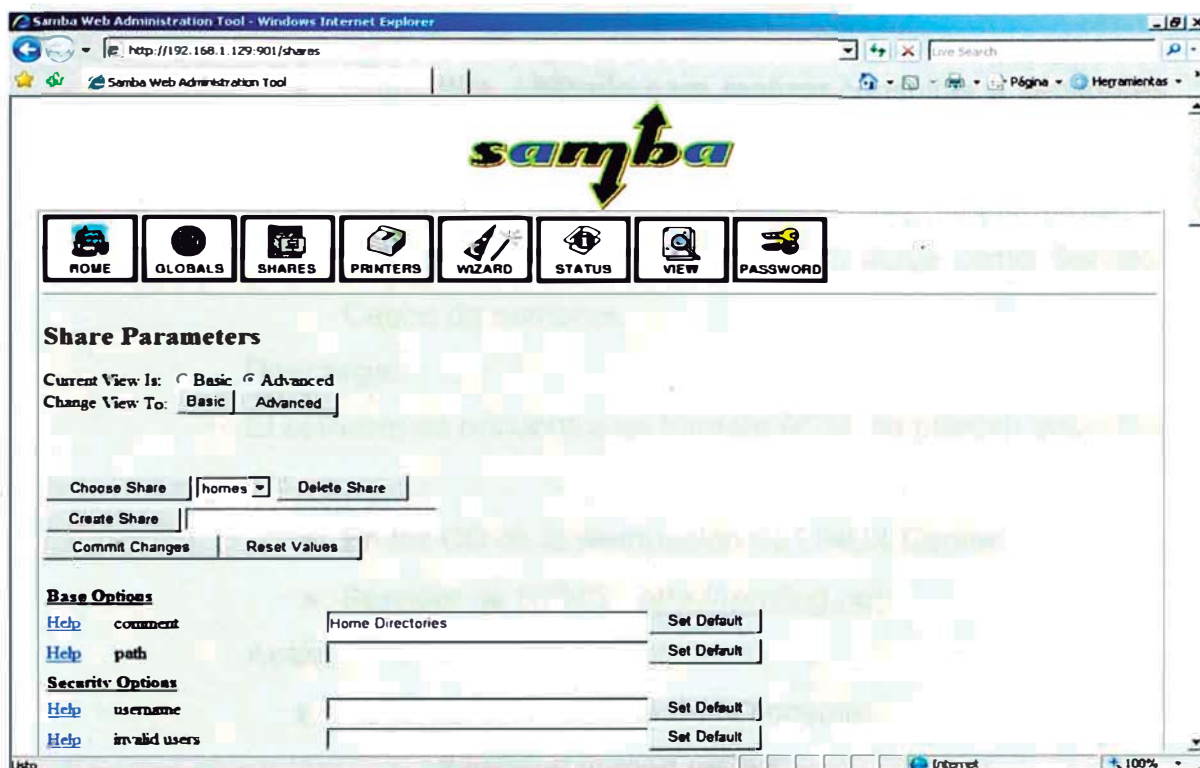 Samba Web Administration Tool - Windows Internet Explorer
http://192.168.1.129:901/shares
Live Search
Samba Web Administration Tool
Página
Herramientas
samba
HOME
GLOBALS
SHARES
PRINTERS
WIZARD
STATUS
VIEW
PASSWORD
Share Parameters
Current View Is: Basic Advanced
Change View To: Basic Advanced
Choose Share homes Delete Share
Create Share
Commit Changes Reset Values
Base Options
Help comment Home Directories Set Default
Help path Set Default
Security Options
Help username Set Default
Help invalid users Set Default
Listo
Internet
100%